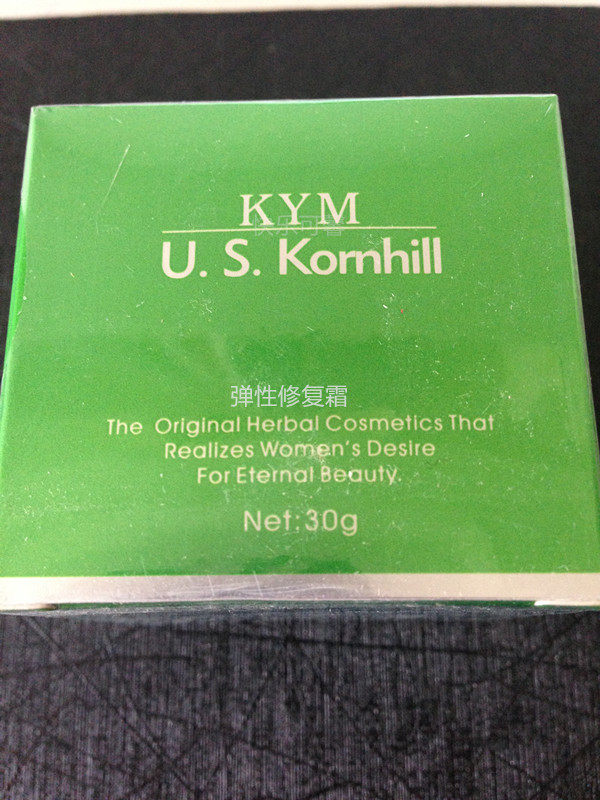 KYM
U. S. Kornhill
弹性修复霜
The Original Herbal Cosmetics That
Realizes Women's Desire
For Eternal Beauty.
Net:30g